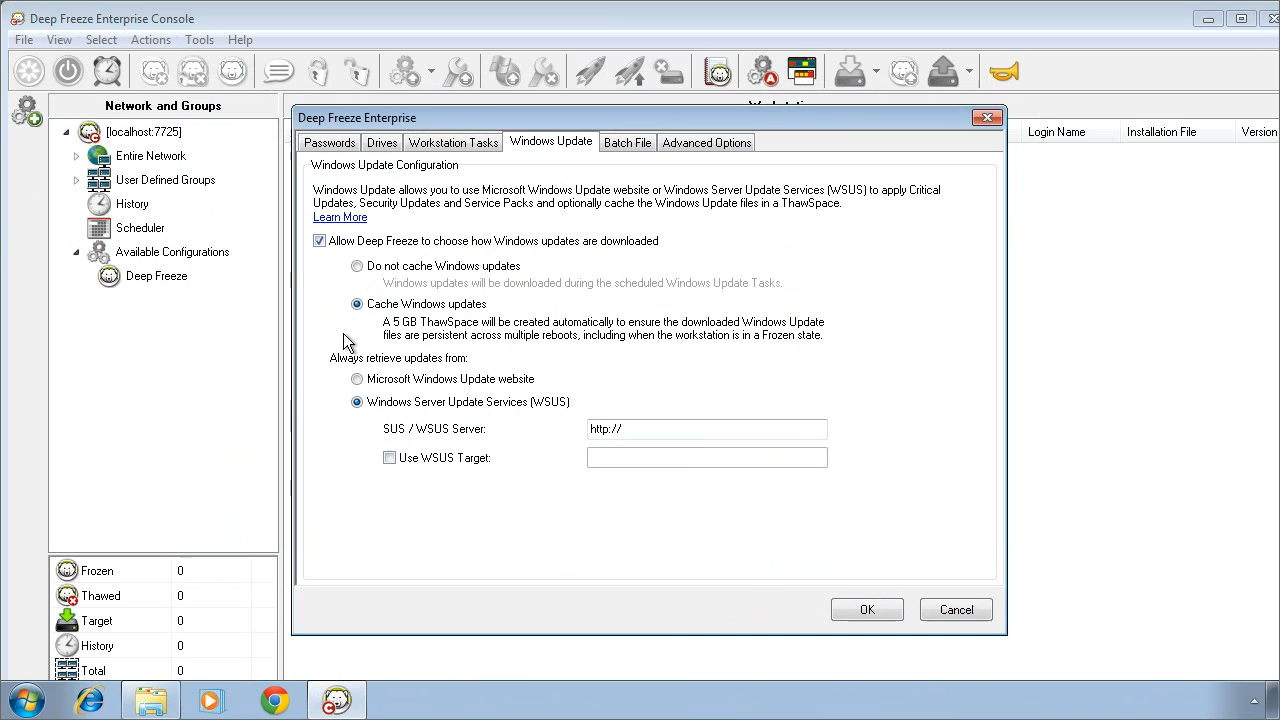 Deep Freeze Enterprise Console
File View Select Actions Tools Help
Network and Groups
[localhost:7725]
Entire Network
User Defined Groups
History
Scheduler
Available Configurations
Deep Freeze
Frozen 0
Thawed 0
Target 0
History 0
Total 0
Login Name Installation File Version
Deep Freeze Enterprise
Passwords Drives Workstation Tasks Windows Update Batch File Advanced Options
Windows Update Configuration
Windows Update allows you to use Microsoft Windows Update website or Windows Server Update Services (WSUS) to apply Critical
Updates, Security Updates and Service Packs and optionally cache the Windows Update files in a ThawSpace.
Learn More
Allow Deep Freeze to choose how Windows updates are downloaded
Do not cache Windows updates
Windows updates will be downloaded during the scheduled Windows Update Tasks.
Cache Windows updates
A 5 GB ThawSpace will be created automatically to ensure the downloaded Windows Update
files are persistent across multiple reboots, including when the workstation is in a Frozen state.
Always retrieve updates from:
Microsoft Windows Update website
Windows Server Update Services (WSUS)
SUS / WSUS Server: http://
Use WSUS Target:
OK Cancel